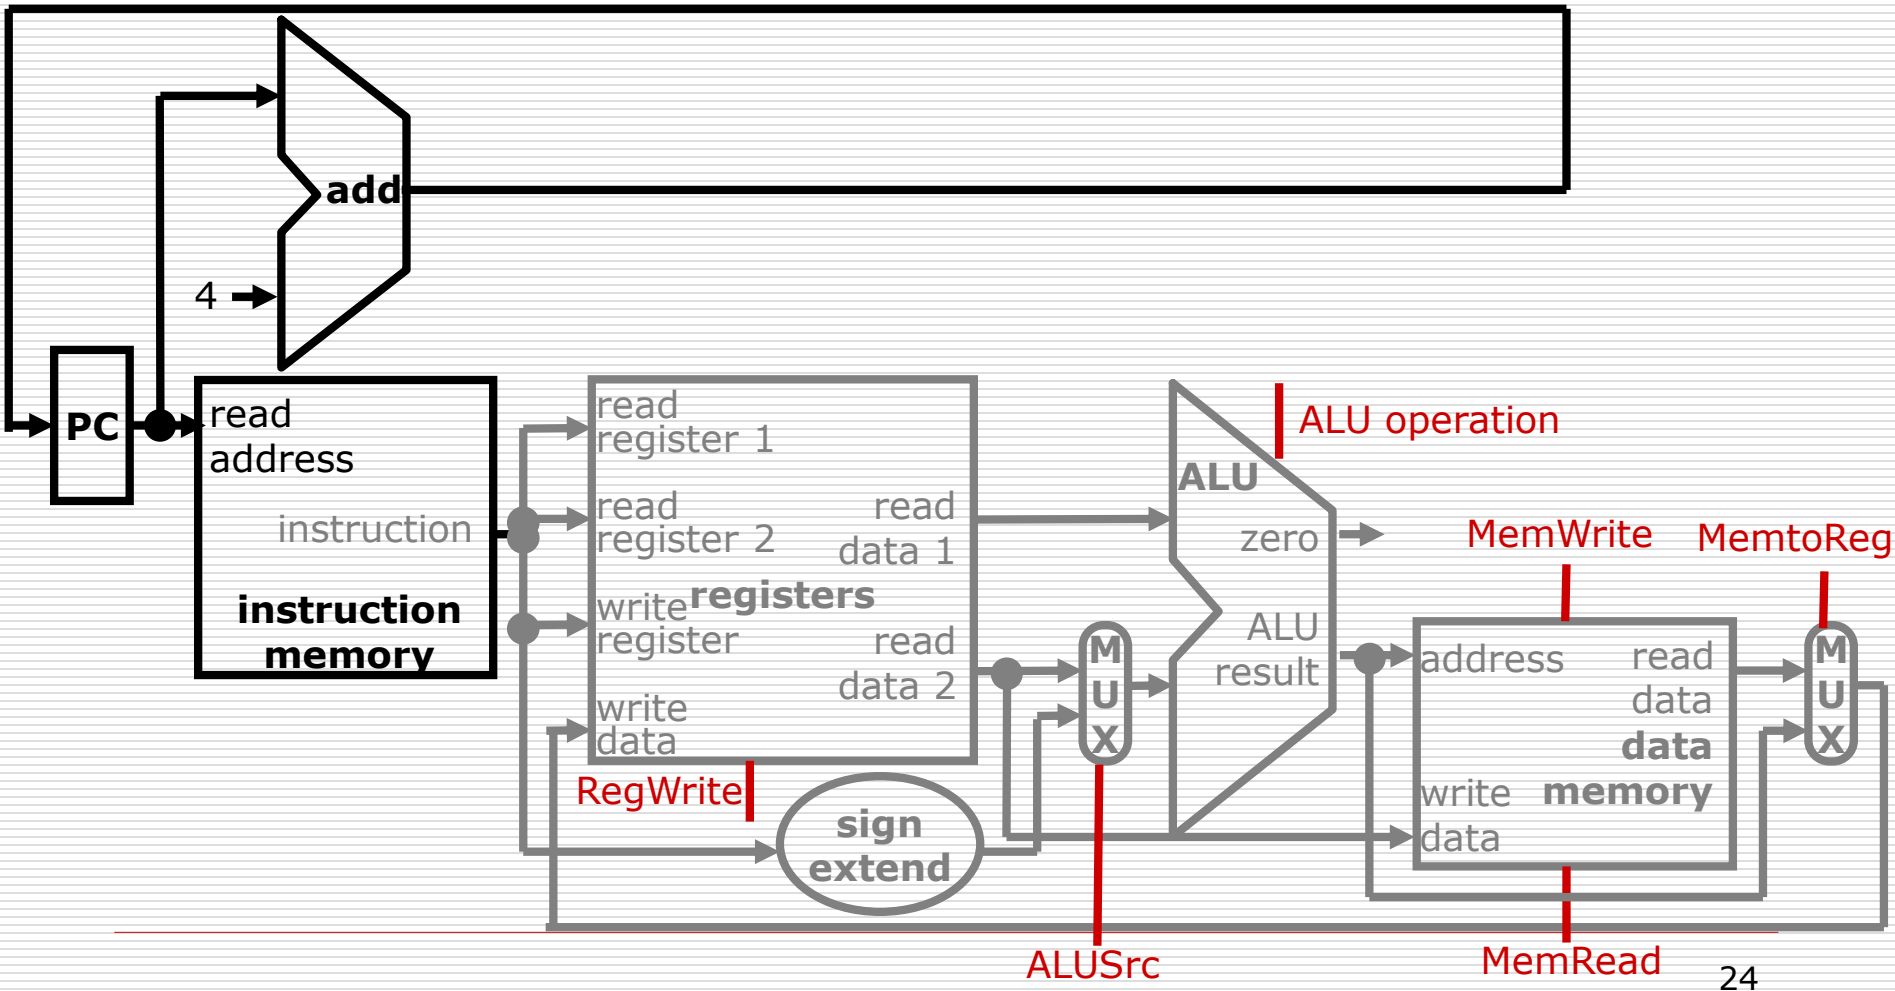 add
4
PC
read
address
instruction
instruction
memory
read
register 1
read
register 2
write
register
write
data
registers
read
data 1
read
data 2
RegWrite
sign
extend
M
U
X
ALUSrc
ALU operation
ALU
zero
ALU
result
MemWrite
address
read
data
data
memory
write
data
MemRead
MemtoReg
M
U
X
24